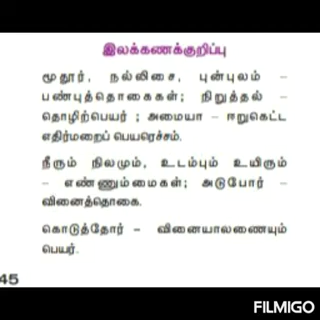 இலக்கணக்குறிப்பு
மூதூர், நல்லிசை, புன்புலம் –
பண்புத்தொகைகள்; நிறுத்தல் –
தொழிற்பெயர் ; அமையா – ஈறுகெட்ட
எதிர்மறைப் பெயரெச்சம்.
நீரும் நிலமும், உடம்பும் உயிரும்
– எண்ணும்மைகள்; அடுபோர் –
வினைத்தொகை.
கொடுத்தோர் – வினையாலணையும்
பெயர்.
45
FILMIGO